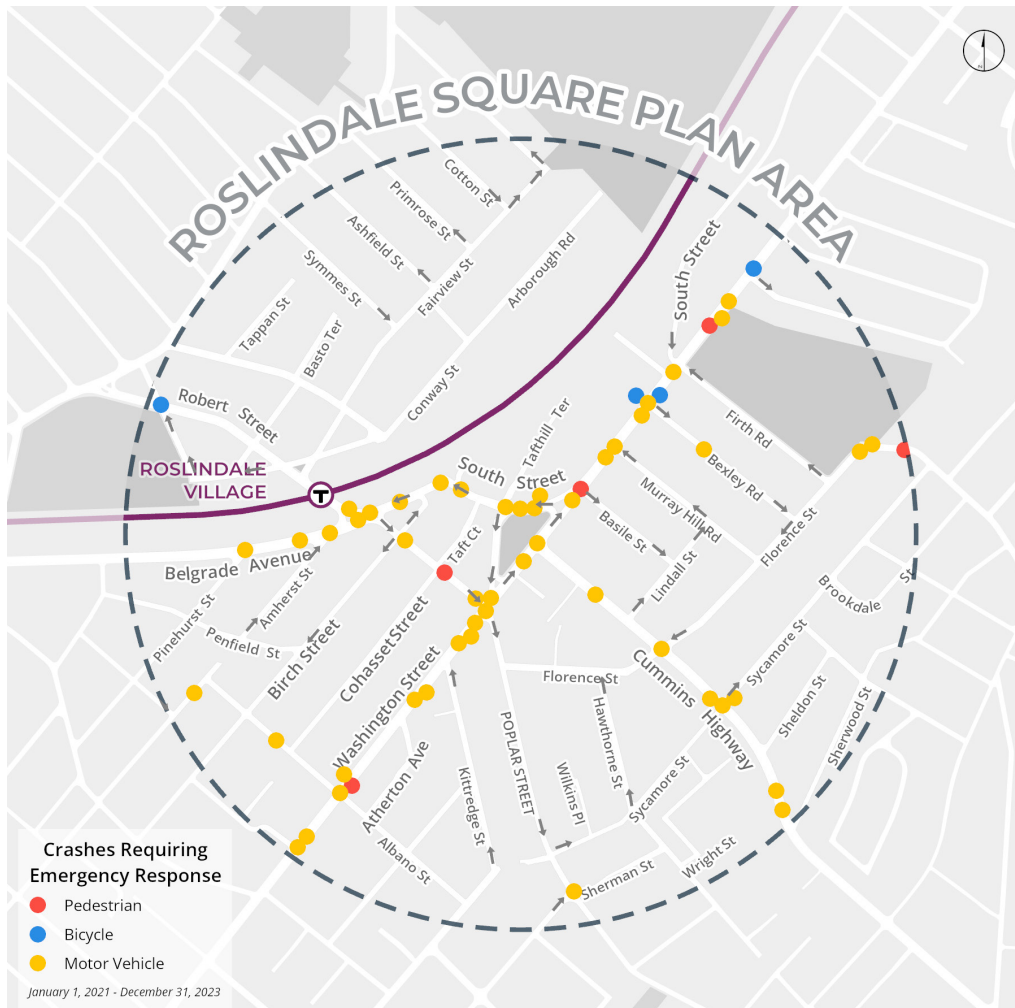 ROSLINDALE SQUARE PLAN AREA
Cotton St
Primrose St
Ashfield St
Symmes St
Fairview St
Arborough Rd
South Street
Tappan St
Basto Ter
Conway St
Robert Street
ROSLINDALE
VILLAGE
T
Tafthill Ter
South Street
Firth Rd
Bexley Rd
Murray Hill Rd
Basile St
Florence St
Lindall St
Taft Ct
Belgrade Avenue
Amherst St
Pinehurst St
Penfield St
Birch Street
Cohasset Street
Washington Street
Brookdale St
Sycamore St
Cummins Highway
Florence St
Sheldon St
Sherwood St
Hawthorne St
POPLAR STREET
Atherton Ave
Kittredge St
Wilkins Pl
Sycamore St
Albano St
Sherman St
Wright St
Crashes Requiring
Emergency Response
Pedestrian
Bicycle
Motor Vehicle
January 1, 2021 - December 31, 2023